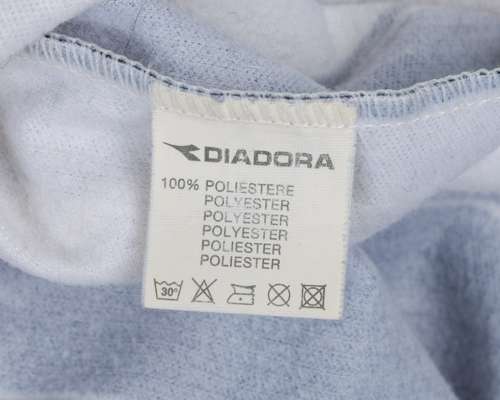 DIADORA
100% POLIESTERE
POLYESTER
POLYESTER
POLYESTER
POLIESTER
POLIESTER
30°